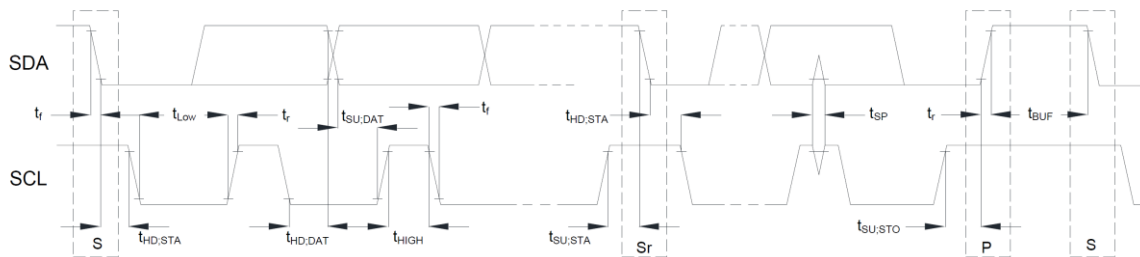 SDA
t_f t_Low t_r t_SU;DAT t_f t_HD;STA t_SP t_r t_BUF
SCL
S t_HD;STA t_HD;DAT t_HIGH t_SU;STA Sr t_SU;STO P S